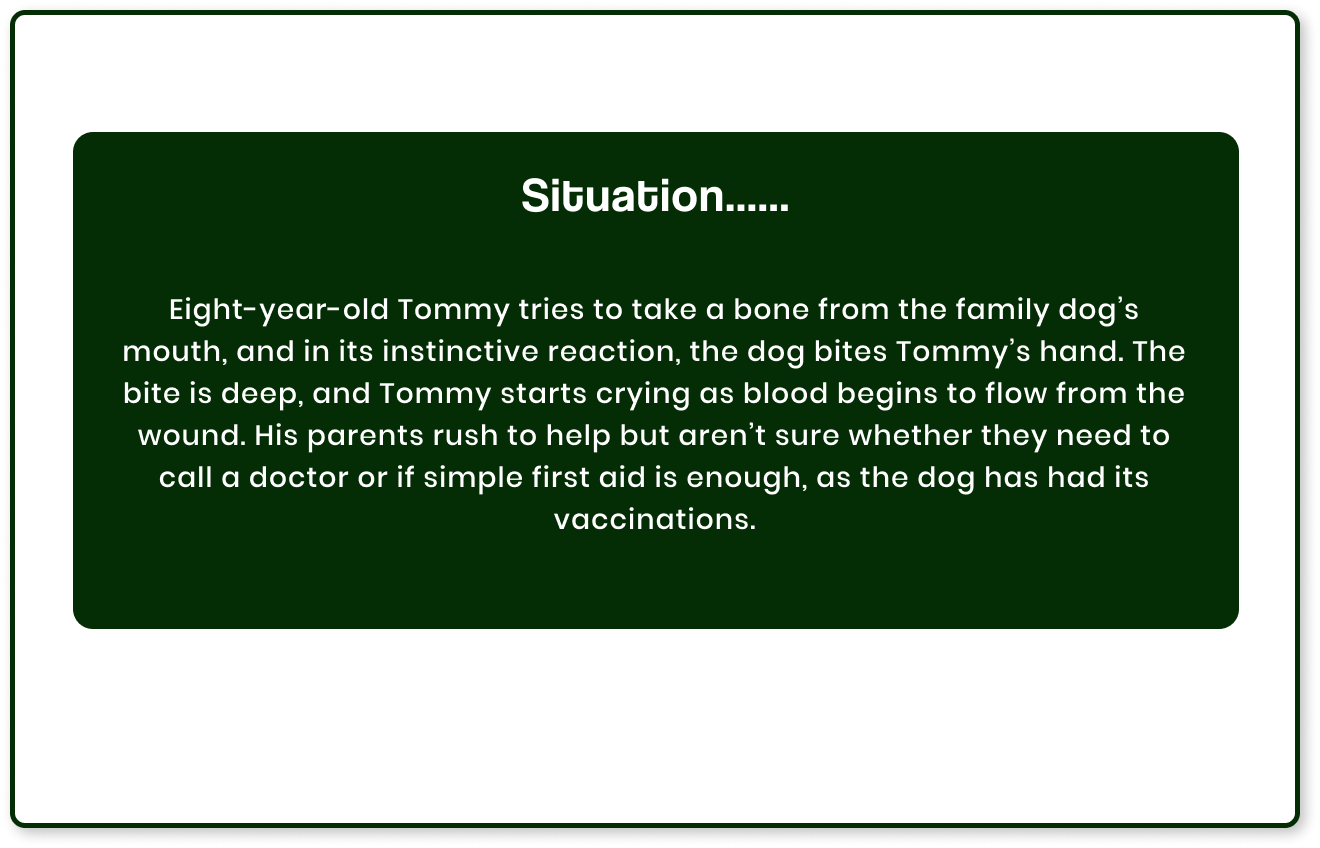 Situation......
Eight-year-old Tommy tries to take a bone from the family dog’s
mouth, and in its instinctive reaction, the dog bites Tommy’s hand. The
bite is deep, and Tommy starts crying as blood begins to flow from the
wound. His parents rush to help but aren’t sure whether they need to
call a doctor or if simple first aid is enough, as the dog has had its
vaccinations.